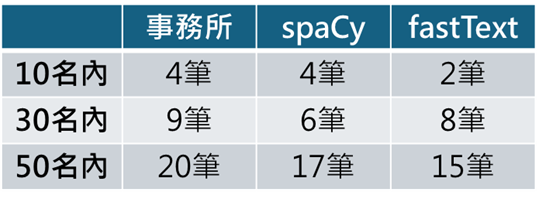 事務所 spaCy fastText
10名內 4筆 4筆 2筆
30名內 9筆 6筆 8筆
50名內 20筆 17筆 15筆